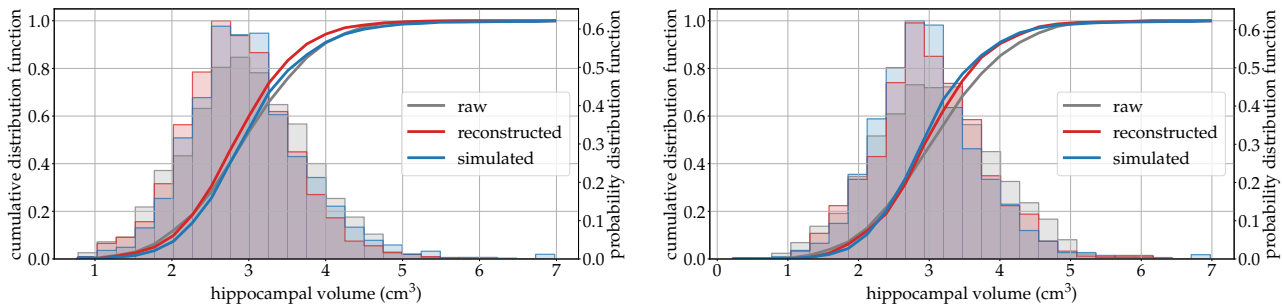 cumulative distribution function
1.0
0.8
0.6
0.4
0.2
0.0
raw
reconstructed
simulated
0.6
0.5
0.4
0.3
0.2
0.1
0.0
probability distribution function
1 2 3 4 5 6 7
hippocampal volume (cm³)
cumulative distribution function
1.0
0.8
0.6
0.4
0.2
0.0
raw
reconstructed
simulated
0.6
0.5
0.4
0.3
0.2
0.1
0.0
probability distribution function
0 1 2 3 4 5 6 7
hippocampal volume (cm³)